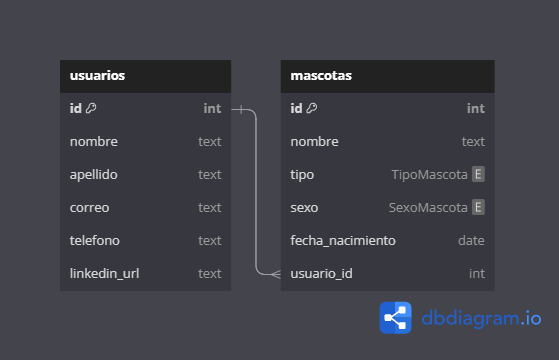 usuarios
id int
nombre text
apellido text
correo text
telefono text
linkedin_url text
mascotas
id int
nombre text
tipo TipoMascota E
sexo SexoMascota E
fecha_nacimiento date
usuario_id int
dbdiagram.io